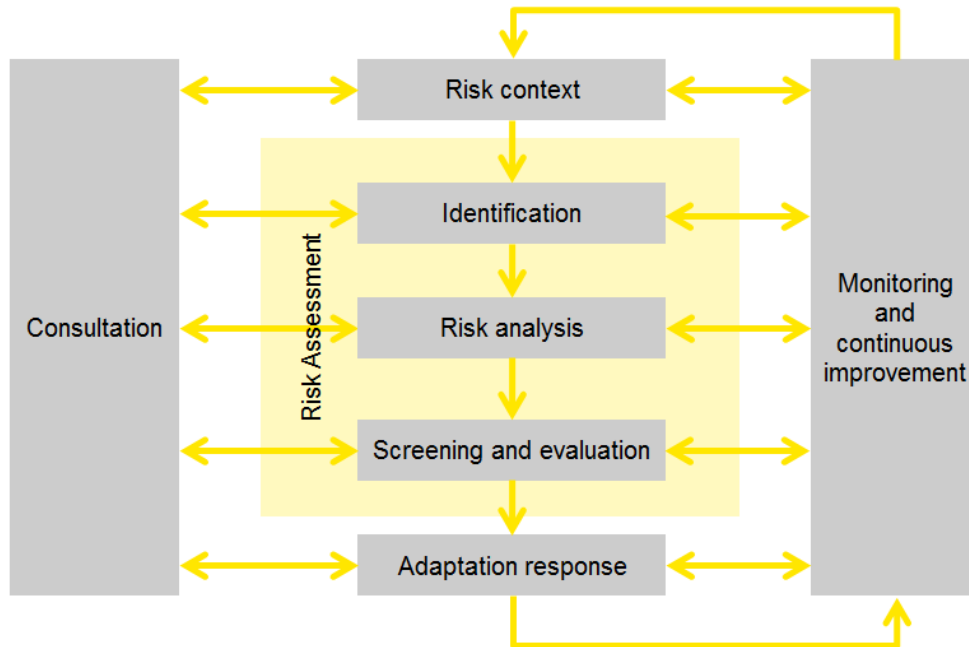 Risk context
Identification
Risk Assessment
Consultation
Risk analysis
Monitoring
and
continuous
improvement
Screening and evaluation
Adaptation response